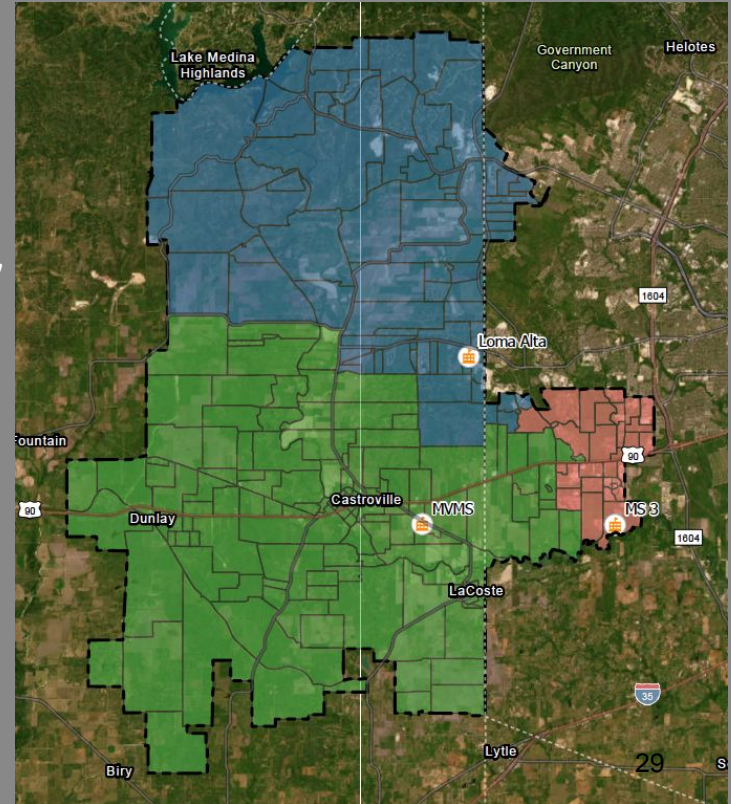 Lake Medina
Highlands
Government
Canyon
Helotes
1604
Loma Alta
Fountain
90
Castroville
MVMS
MS 3
90
Dunlay
1604
LaCoste
35
Lytle
29
Biry
S